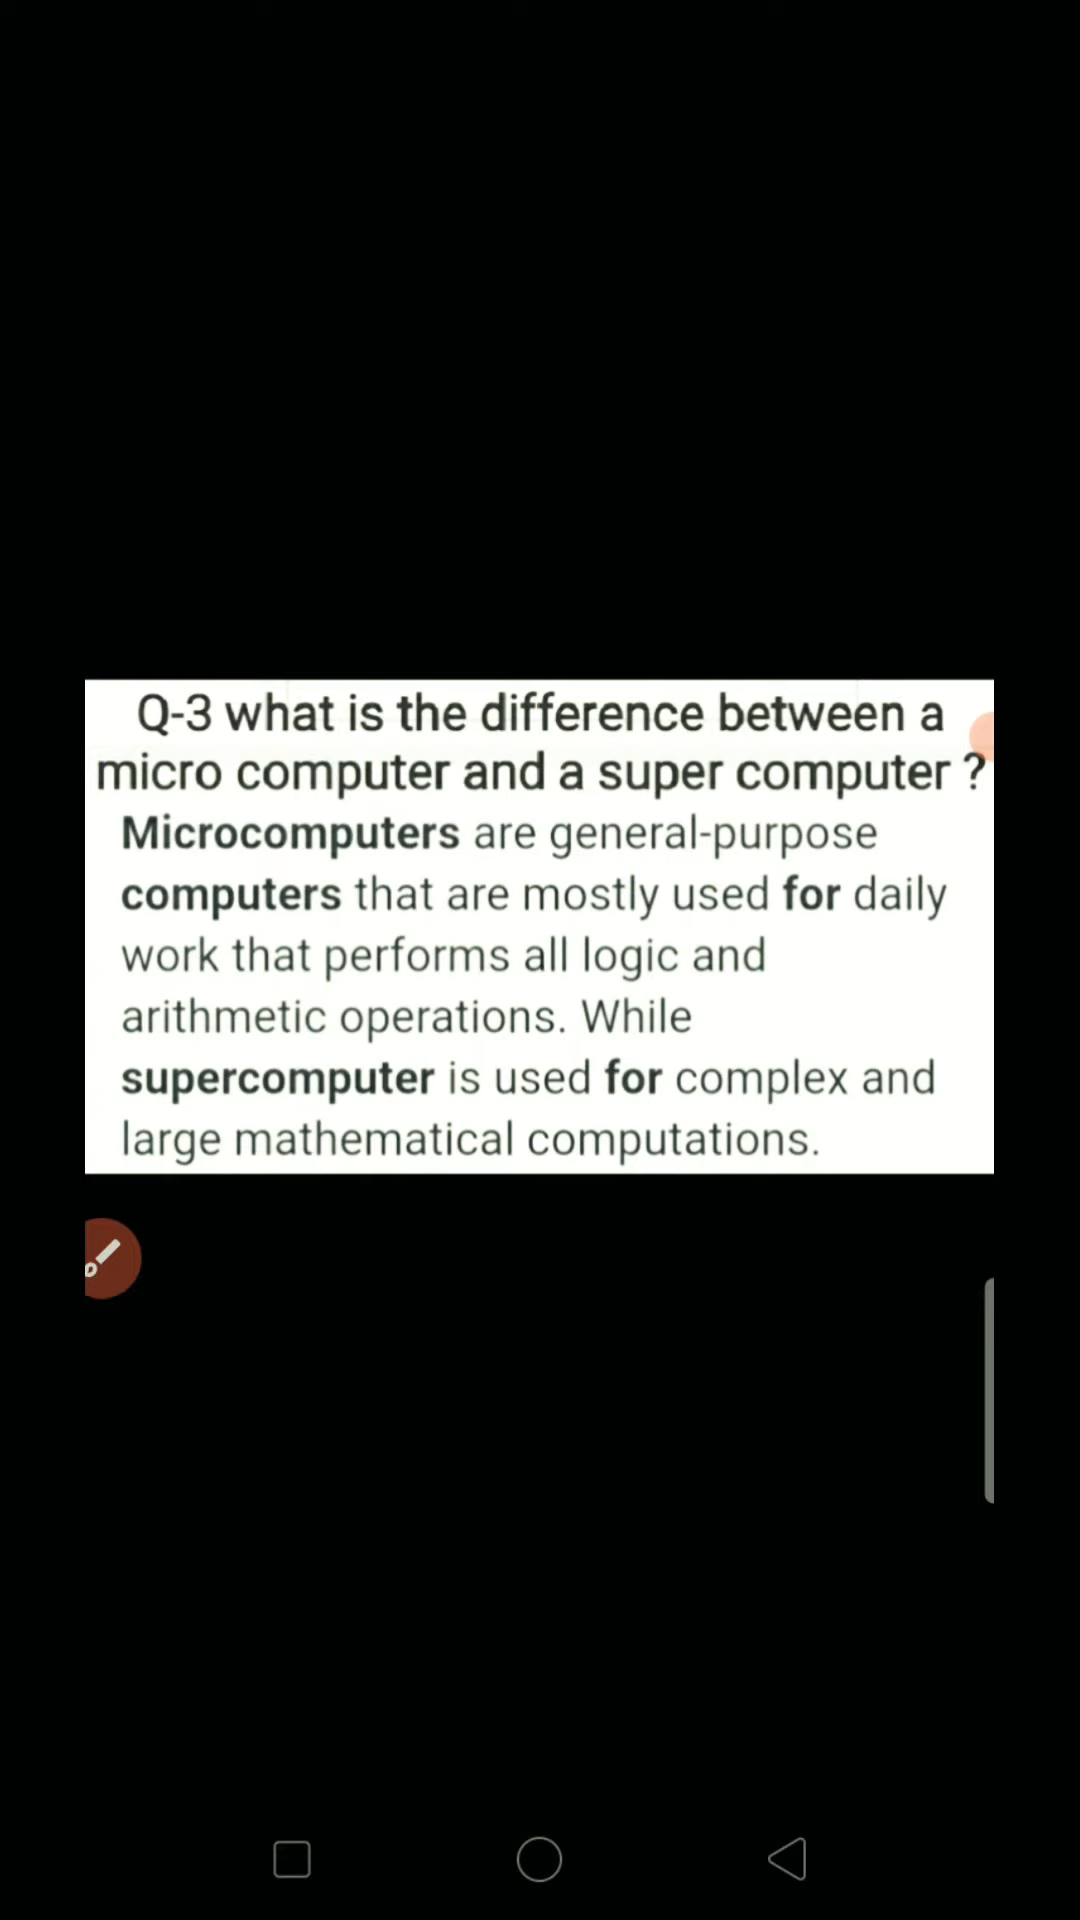 Q-3 what is the difference between a
micro computer and a super computer ?
Microcomputers are general-purpose
computers that are mostly used for daily
work that performs all logic and
arithmetic operations. While
supercomputer is used for complex and
large mathematical computations.